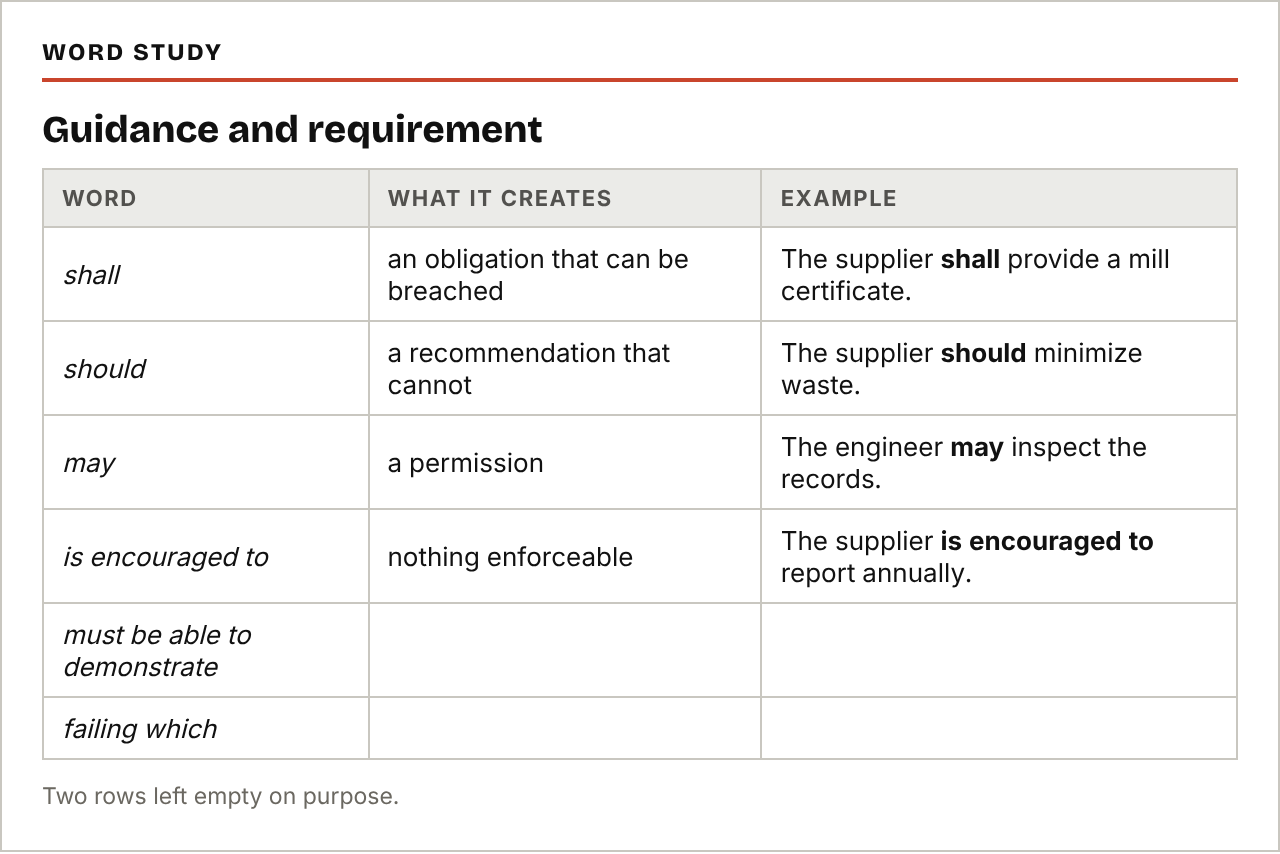 WORD STUDY
Guidance and requirement
WORD
WHAT IT CREATES
EXAMPLE
shall
an obligation that can be
breached
The supplier shall provide a mill
certificate.
should
a recommendation that
cannot
The supplier should minimize
waste.
may
a permission
The engineer may inspect the
records.
is encouraged to
nothing enforceable
The supplier is encouraged to
report annually.
must be able to
demonstrate
failing which
Two rows left empty on purpose.